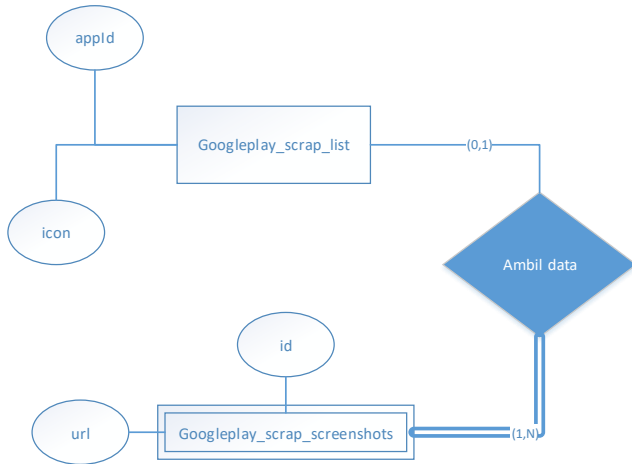 appId
Googleplay_scrap_list
(0,1)
icon
Ambil data
id
url
Googleplay_scrap_screenshots
(1,N)